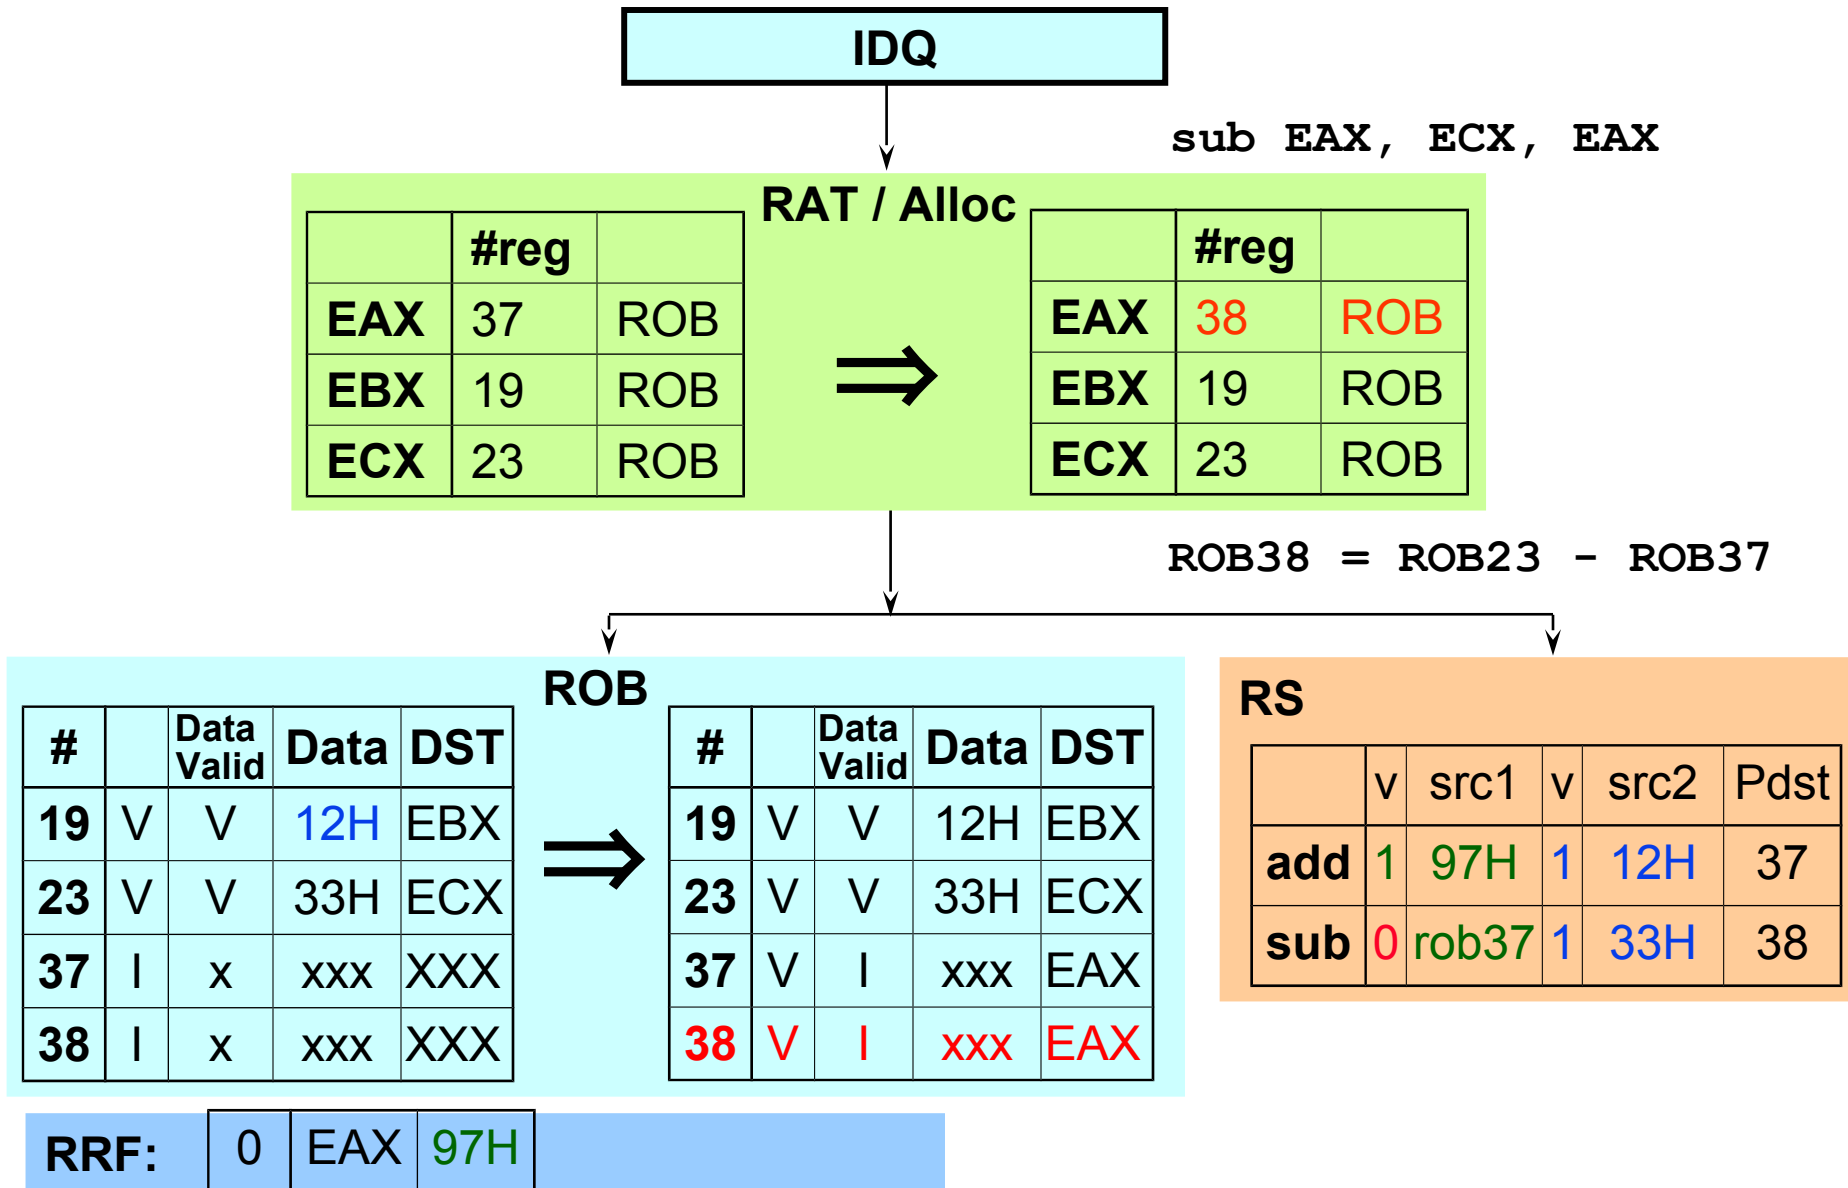 IDQ
sub EAX, ECX, EAX
RAT / Alloc
#reg
EAX 37 ROB
EBX 19 ROB
ECX 23 ROB
⇒
#reg
EAX 38 ROB
EBX 19 ROB
ECX 23 ROB
ROB38 = ROB23 - ROB37
ROB
# Data Valid Data DST
19 V V 12H EBX
23 V V 33H ECX
37 I x xxx XXX
38 I x xxx XXX
⇒
# Data Valid Data DST
19 V V 12H EBX
23 V V 33H ECX
37 V I xxx EAX
38 V I xxx EAX
RS
v src1 v src2 Pdst
add 1 97H 1 12H 37
sub 0 rob37 1 33H 38
RRF: 0 EAX 97H